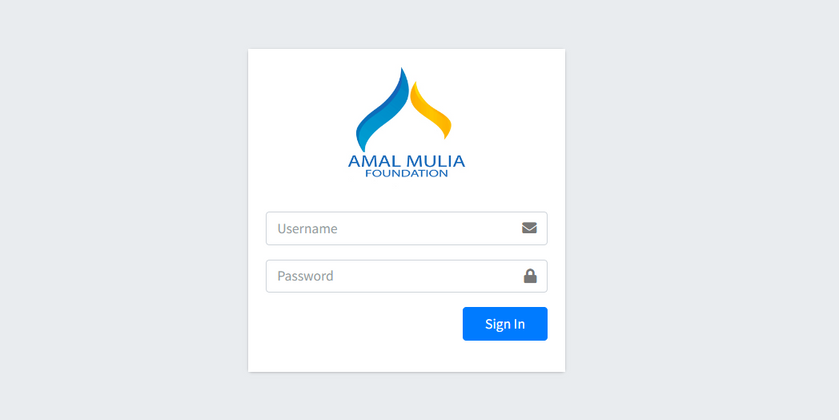 AMAL MULIA
FOUNDATION
Username
Password
Sign In